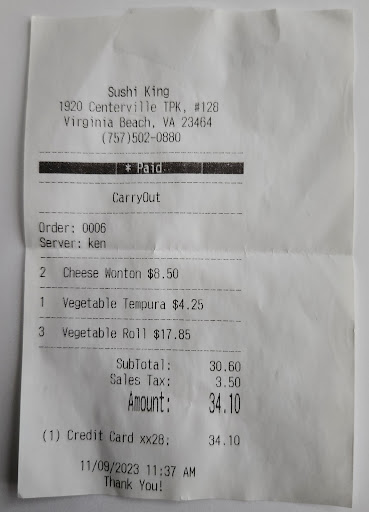 Sushi King
1920 Centerville TPK, #128
Virginia Beach, VA 23464
(757)502-0880
* Paid
CarryOut
Order: 0006
Server: ken
2 Cheese Wonton $8.50
1 Vegetable Tempura $4.25
3 Vegetable Roll $17.85
SubTotal: 30.60
Sales Tax: 3.50
Amount: 34.10
(1) Credit Card xx28: 34.10
11/09/2023 11:37 AM
Thank You!